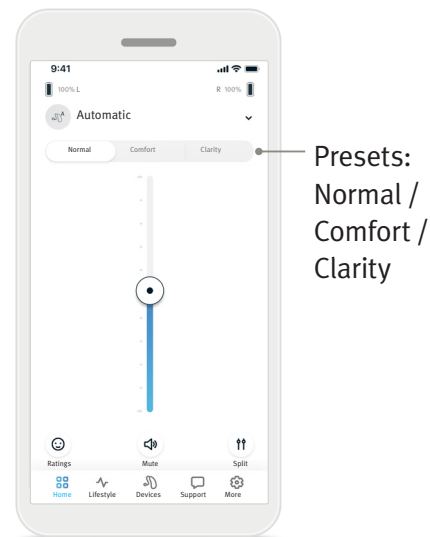 9:41
100% L R 100%
Automatic
Normal Comfort Clarity
Presets:
Normal /
Comfort /
Clarity
Ratings Mute Split
Home Lifestyle Devices Support More